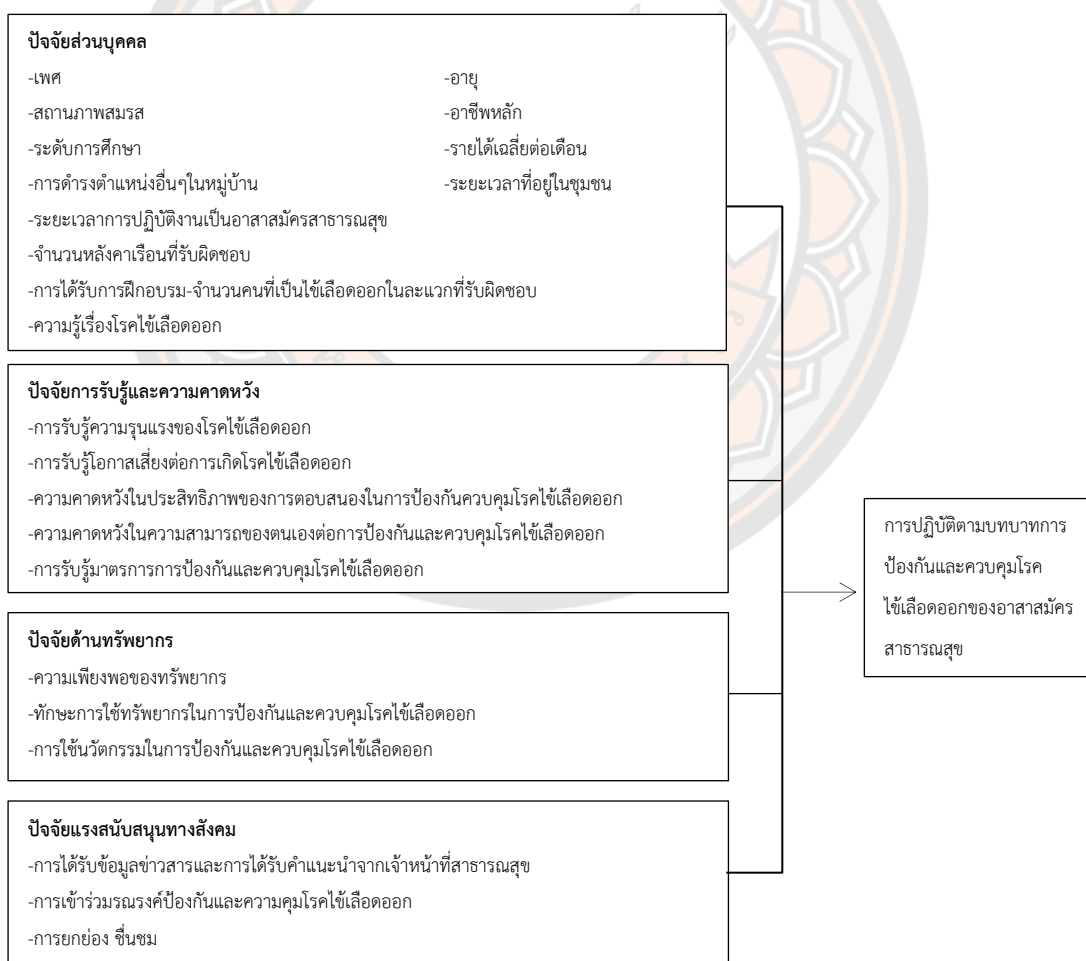 ปัจจัยส่วนบุคคล
-เพศ -อายุ
-สถานภาพสมรส -อาชีพหลัก
-ระดับการศึกษา -รายได้เฉลี่ยต่อเดือน
-การดำรงตำแหน่งอื่นๆในหมู่บ้าน -ระยะเวลาที่อยู่ในชุมชน
-ระยะเวลาการปฏิบัติงานเป็นอาสาสมัครสาธารณสุข
-จำนวนหลังคาเรือนที่รับผิดชอบ
-การได้รับการฝึกอบรม-จำนวนคนที่เป็นไข้เลือดออกในละแวกที่รับผิดชอบ
-ความรู้เรื่องโรคไข้เลือดออก
ปัจจัยการรับรู้และความคาดหวัง
-การรับรู้ความรุนแรงของโรคไข้เลือดออก
-การรับรู้โอกาสเสี่ยงต่อการเกิดโรคไข้เลือดออก
-ความคาดหวังในประสิทธิภาพของการตอบสนองในการป้องกันควบคุมโรคไข้เลือดออก
-ความคาดหวังในความสามารถของตนเองต่อการป้องกันและควบคุมโรคไข้เลือดออก
-การรับรู้มาตรการการป้องกันและควบคุมโรคไข้เลือดออก
ปัจจัยด้านทรัพยากร
-ความเพียงพอของทรัพยากร
-ทักษะการใช้ทรัพยากรในการป้องกันและควบคุมโรคไข้เลือดออก
-การใช้นวัตกรรมในการป้องกันและควบคุมโรคไข้เลือดออก
ปัจจัยแรงสนับสนุนทางสังคม
-การได้รับข้อมูลข่าวสารและการได้รับคำแนะนำจากเจ้าหน้าที่สาธารณสุข
-การเข้าร่วมรณรงค์ป้องกันและความคุมโรคไข้เลือดออก
-การยกย่อง ชื่นชม
การปฏิบัติตามบทบาทการ
ป้องกันและควบคุมโรค
ไข้เลือดออกของอาสาสมัคร
สาธารณสุข